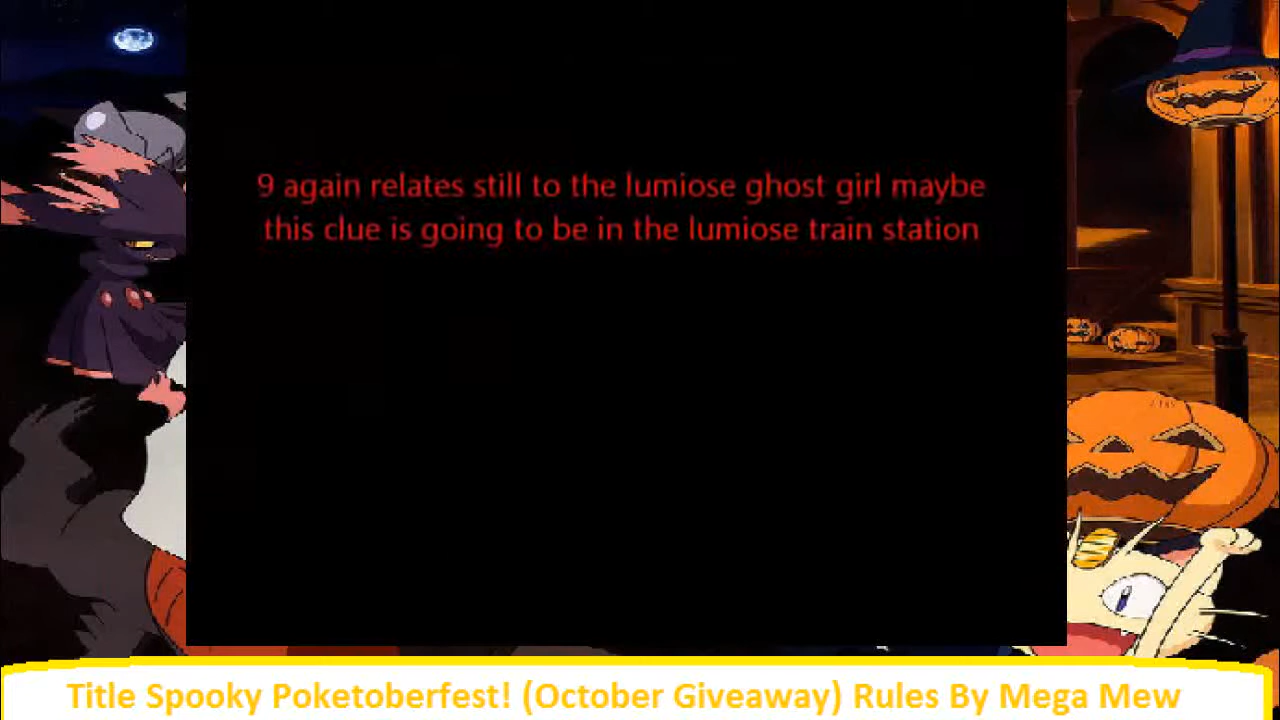 9 again relates still to the lumiose ghost girl maybe
this clue is going to be in the lumiose train station
Title Spooky Poketoberfest! (October Giveaway) Rules By Mega Mew